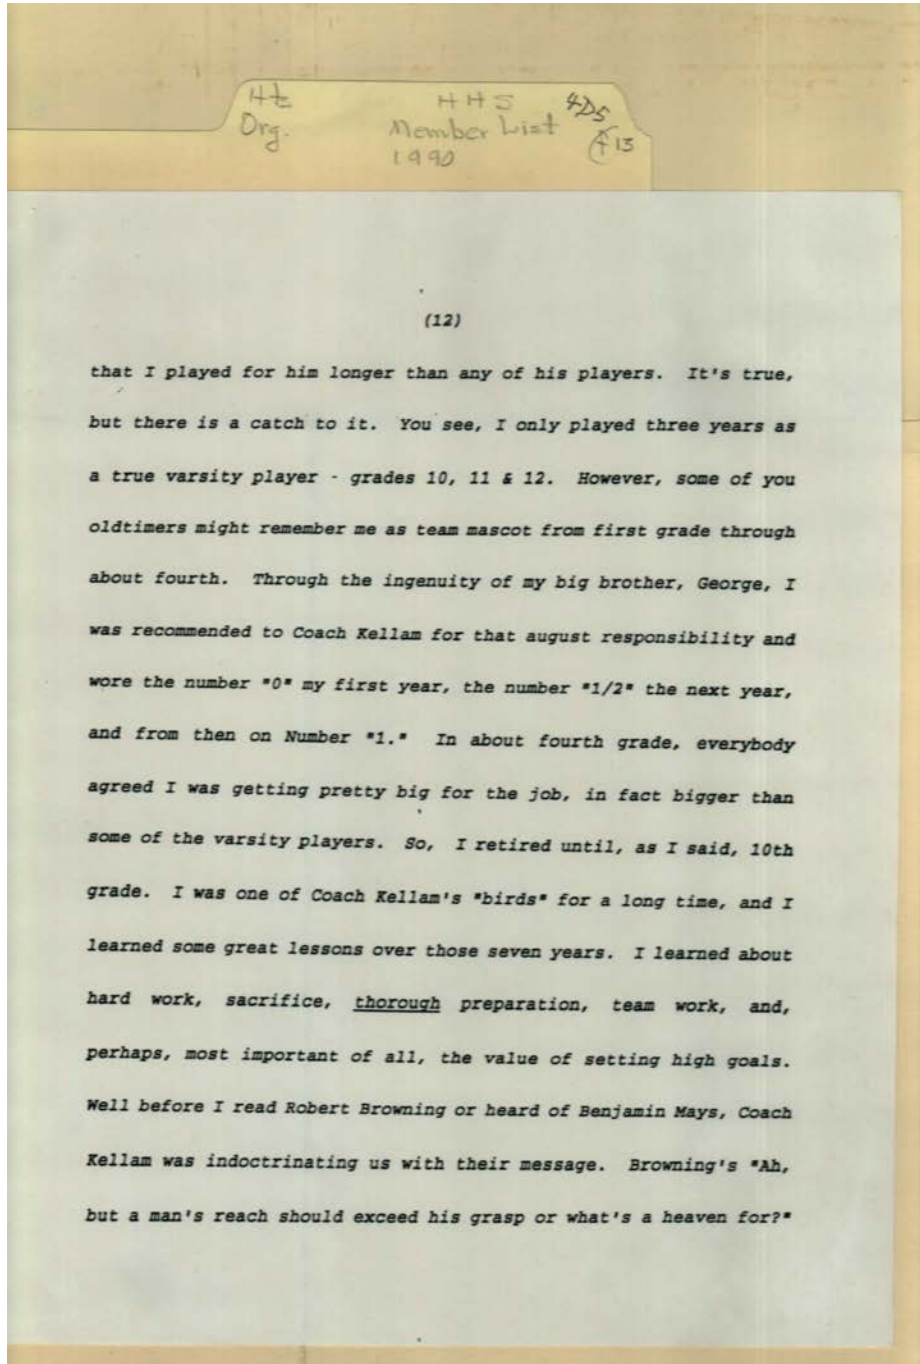 Ht HHS 4D5
Org. Member List
1990 13
(12)
that I played for him longer than any of his players. It's true,
but there is a catch to it. You see, I only played three years as
a true varsity player - grades 10, 11 & 12. However, some of you
oldtimers might remember me as team mascot from first grade through
about fourth. Through the ingenuity of my big brother, George, I
was recommended to Coach Kellam for that august responsibility and
wore the number "0" my first year, the number "1/2" the next year,
and from then on Number "1." In about fourth grade, everybody
agreed I was getting pretty big for the job, in fact bigger than
some of the varsity players. So, I retired until, as I said, 10th
grade. I was one of Coach Kellam's "birds" for a long time, and I
learned some great lessons over those seven years. I learned about
hard work, sacrifice, thorough preparation, team work, and,
perhaps, most important of all, the value of setting high goals.
Well before I read Robert Browning or heard of Benjamin Mays, Coach
Kellam was indoctrinating us with their message. Browning's "Ah,
but a man's reach should exceed his grasp or what's a heaven for?"